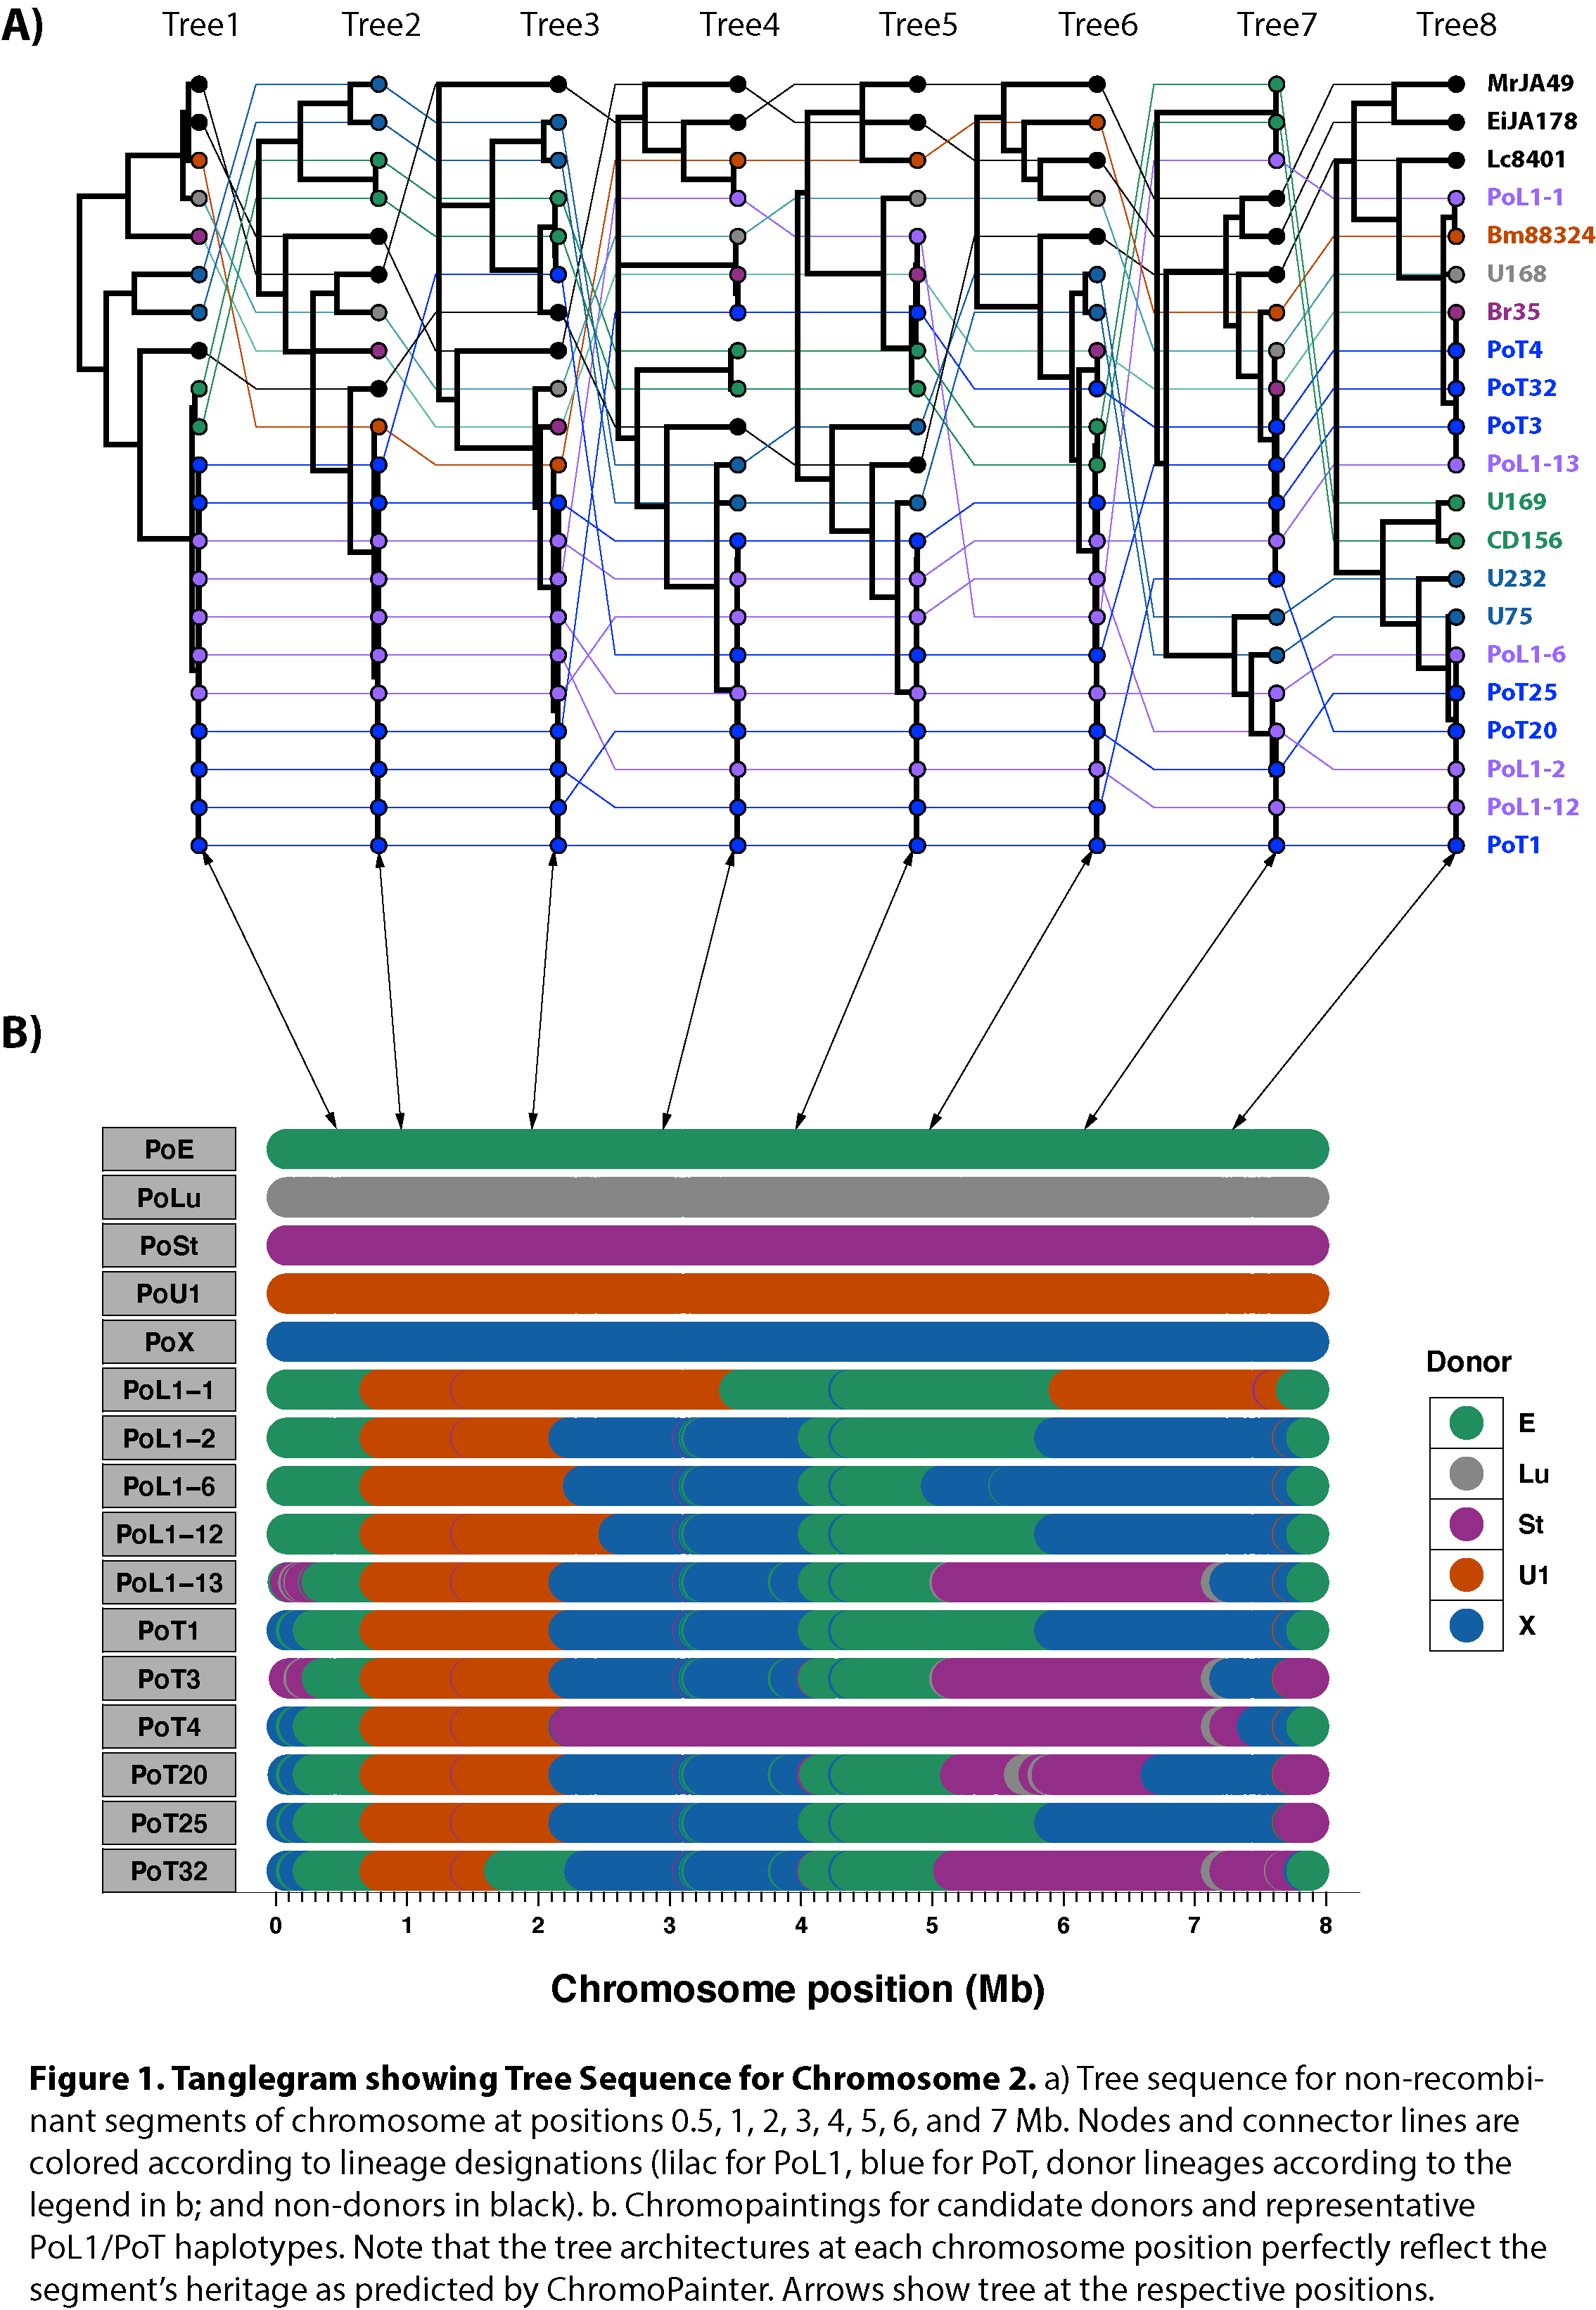 A)
Tree1 Tree2 Tree3 Tree4 Tree5 Tree6 Tree7 Tree8
MrJA49
EiJA178
Lc8401
PoL1-1
Bm88324
U168
Br35
PoT4
PoT32
PoT3
PoL1-13
U169
CD156
U232
U75
PoL1-6
PoT25
PoT20
PoL1-2
PoL1-12
PoT1
B)
PoE
PoLu
PoSt
PoU1
PoX
PoL1–1
PoL1–2
PoL1–6
PoL1–12
PoL1–13
PoT1
PoT3
PoT4
PoT20
PoT25
PoT32
Donor
E
Lu
St
U1
X
0 1 2 3 4 5 6 7 8
Chromosome position (Mb)
Figure 1. Tanglegram showing Tree Sequence for Chromosome 2. a) Tree sequence for non-recombi-
nant segments of chromosome at positions 0.5, 1, 2, 3, 4, 5, 6, and 7 Mb. Nodes and connector lines are
colored according to lineage designations (lilac for PoL1, blue for PoT, donor lineages according to the
legend in b; and non-donors in black). b. Chromopaintings for candidate donors and representative
PoL1/PoT haplotypes. Note that the tree architectures at each chromosome position perfectly reflect the
segment’s heritage as predicted by ChromoPainter. Arrows show tree at the respective positions.